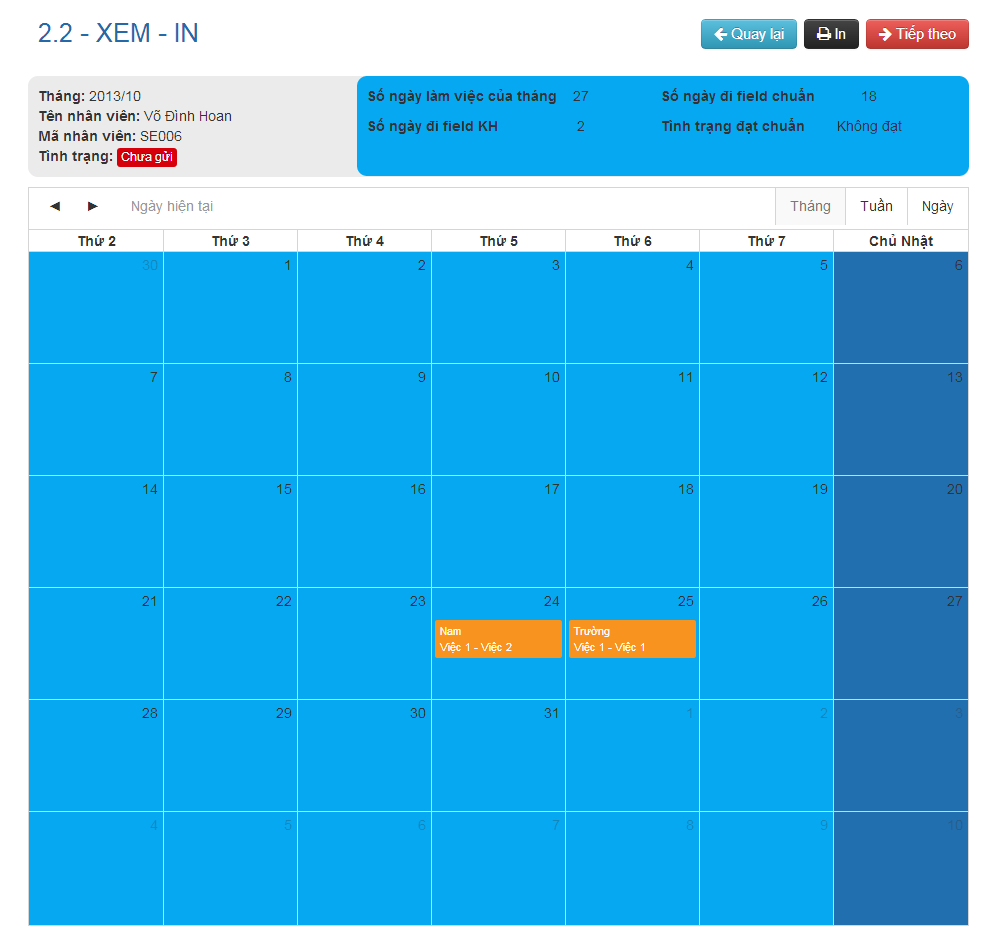 2.2 - XEM - IN
Quay lại In Tiếp theo
Tháng: 2013/10
Tên nhân viên: Võ Đình Hoan
Mã nhân viên: SE006
Tình trạng: Chưa gửi
Số ngày làm việc của tháng 27 Số ngày đi field chuẩn 18
Số ngày đi field KH 2 Tình trạng đạt chuẩn Không đạt
Ngày hiện tại Tháng Tuần Ngày
Thứ 2 Thứ 3 Thứ 4 Thứ 5 Thứ 6 Thứ 7 Chủ Nhật
30 1 2 3 4 5 6
7 8 9 10 11 12 13
14 15 16 17 18 19 20
21 22 23 24 25 26 27
Nam Trường
Việc 1 - Việc 2 Việc 1 - Việc 1
28 29 30 31 1 2 3
4 5 6 7 8 9 10